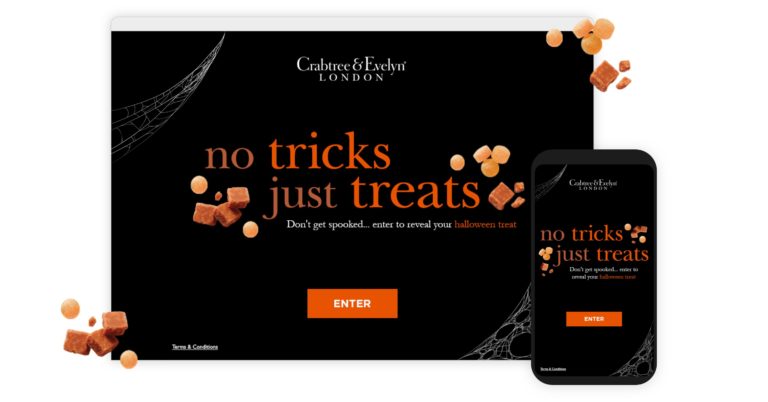 Crabtree & Evelyn®
LONDON
no tricks
just treats
Don't get spooked... enter to reveal your halloween treat
ENTER
Terms & Conditions
Crabtree & Evelyn®
LONDON
no tricks
just treats
Don't get spooked... enter to
reveal your halloween treat
ENTER
Terms & Conditions